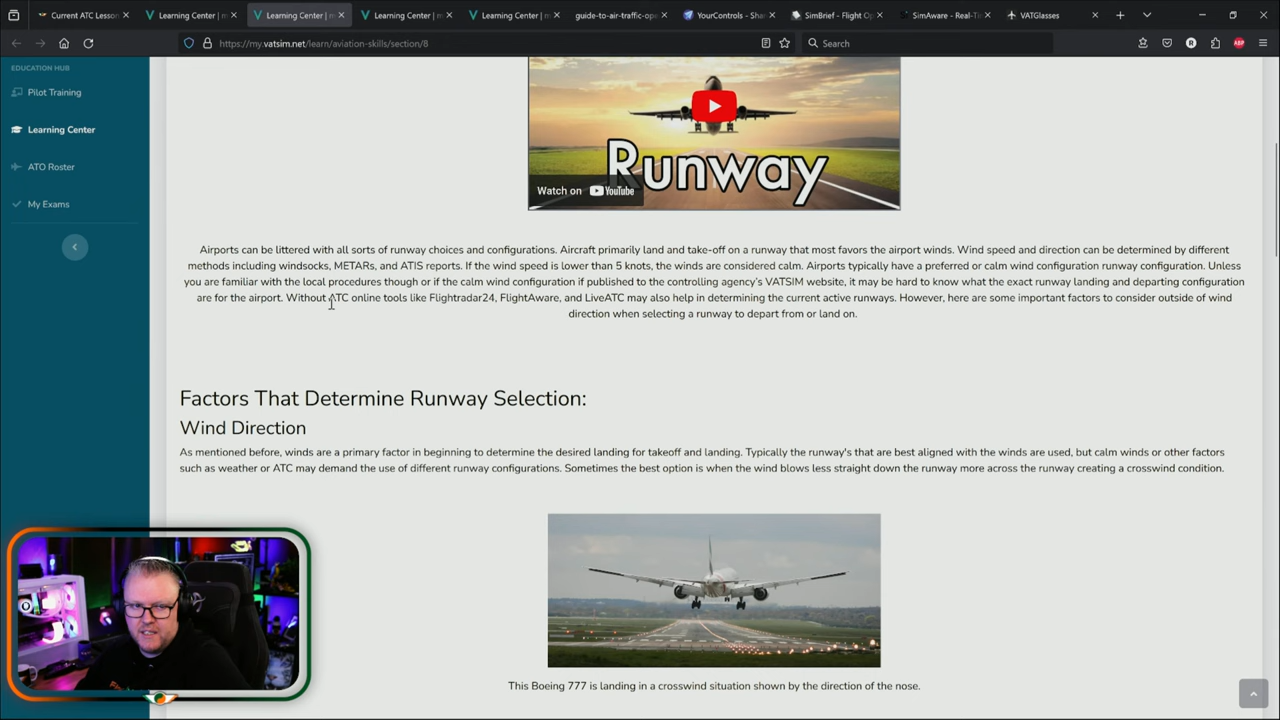 Current ATC Lesson
Learning Center | m
Learning Center | m
Learning Center | m
Learning Center | m
guide-to-air-traffic-ope
YourControls - Shar
SimBrief - Flight Op
SimAware - Real-Ti
VATGlasses
https://my.vatsim.net/learn/aviation-skills/section/8
Search
EDUCATION HUB
Pilot Training
Learning Center
ATO Roster
My Exams
Runway
Watch on YouTube
Airports can be littered with all sorts of runway choices and configurations. Aircraft primarily land and take-off on a runway that most favors the airport winds. Wind speed and direction can be determined by different
methods including windsocks, METARs, and ATIS reports. If the wind speed is lower than 5 knots, the winds are considered calm. Airports typically have a preferred or calm wind configuration runway configuration. Unless
you are familiar with the local procedures though or if the calm wind configuration if published to the controlling agency's VATSIM website, it may be hard to know what the exact runway landing and departing configuration
are for the airport. Without ATC online tools like Flightradar24, FlightAware, and LiveATC may also help in determining the current active runways. However, here are some important factors to consider outside of wind
direction when selecting a runway to depart from or land on.
Factors That Determine Runway Selection:
Wind Direction
As mentioned before, winds are a primary factor in beginning to determine the desired landing for takeoff and landing. Typically the runway's that are best aligned with the winds are used, but calm winds or other factors
such as weather or ATC may demand the use of different runway configurations. Sometimes the best option is when the wind blows less straight down the runway more across the runway creating a crosswind condition.
This Boeing 777 is landing in a crosswind situation shown by the direction of the nose.